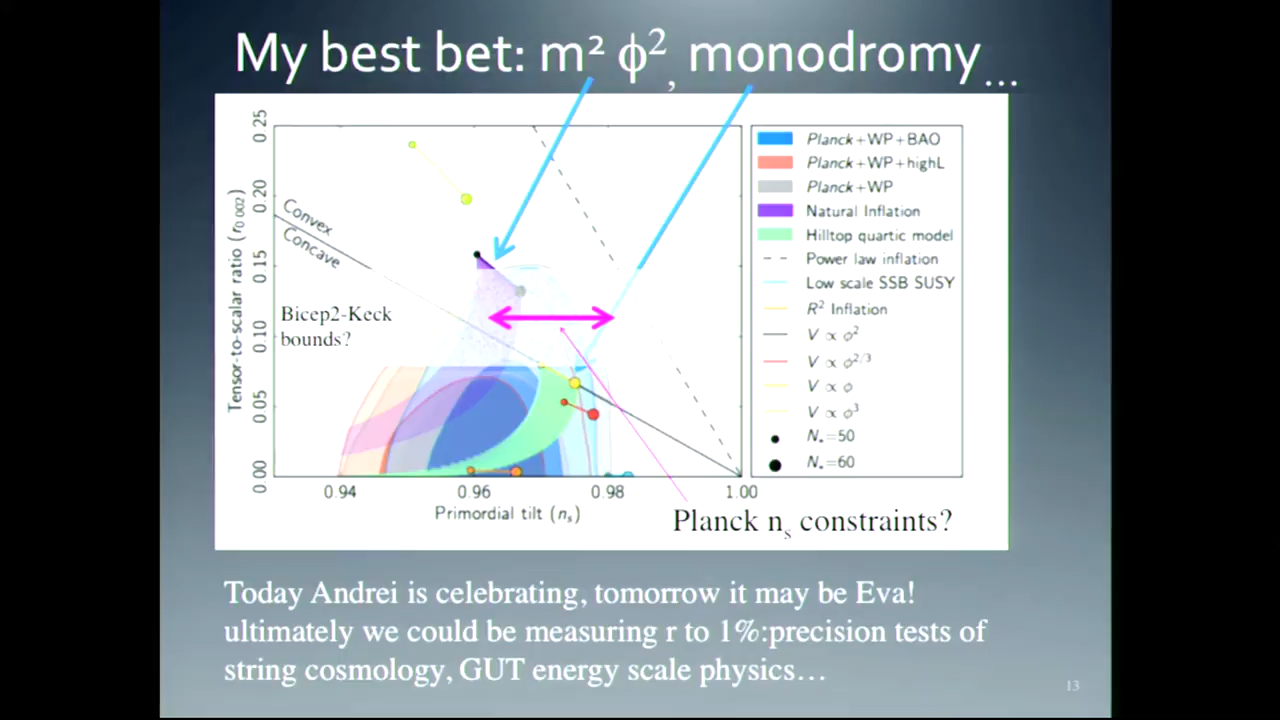 My best bet: m² ϕ², monodromy...
0.25
0.20
0.15
0.10
0.05
0.00
Tensor-to-scalar ratio (r0.002)
Convex
Concave
Bicep2-Keck
bounds?
0.94
0.96
0.98
1.00
Primordial tilt (ns)
Planck+WP+BAO
Planck+WP+highL
Planck+WP
Natural Inflation
Hilltop quartic model
Power law inflation
Low scale SSB SUSY
R² Inflation
V ∝ ϕ²
V ∝ ϕ^2/3
V ∝ ϕ
V ∝ ϕ³
N*=50
N*=60
Planck ns constraints?
Today Andrei is celebrating, tomorrow it may be Eva!
ultimately we could be measuring r to 1%:precision tests of
string cosmology, GUT energy scale physics…
13